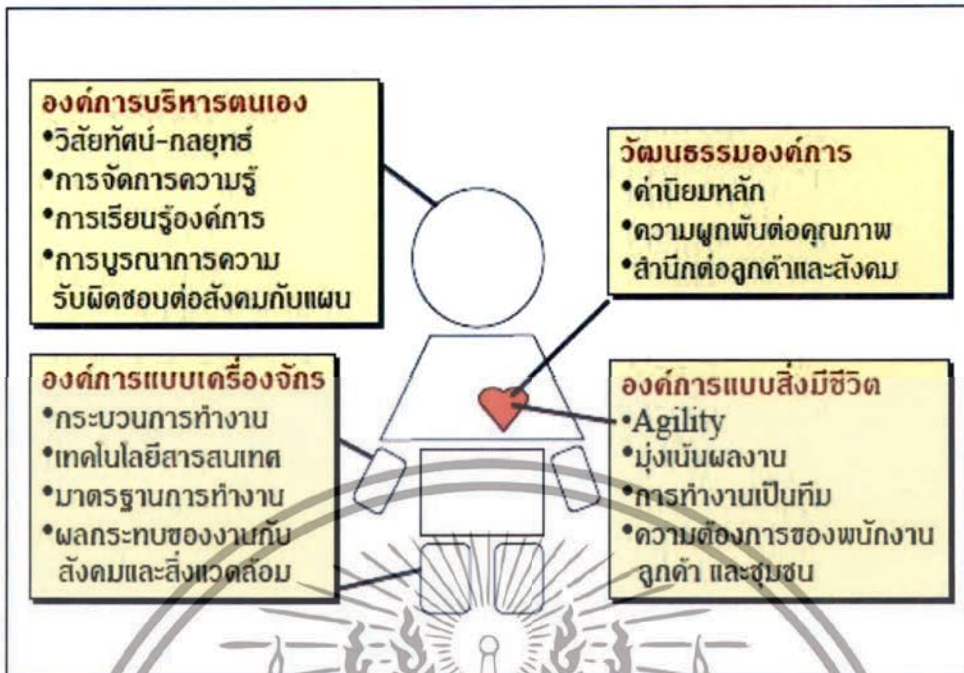 องค์การบริหารตนเอง
•วิสัยทัศน์-กลยุทธ์
•การจัดการความรู้
•การเรียนรู้องค์การ
•การบูรณาการความ
รับผิดชอบต่อสังคมกับแผน
วัฒนธรรมองค์การ
•ค่านิยมหลัก
•ความผูกพันต่อคุณภาพ
•สำนึกต่อลูกค้าและสังคม
องค์การแบบเครื่องจักร
•กระบวนการทำงาน
•เทคโนโลยีสารสนเทศ
•มาตรฐานการทำงาน
•ผลกระทบของงานกับ
สังคมและสิ่งแวดล้อม
องค์การแบบสิ่งมีชีวิต
•Agility
•มุ่งเน้นผลงาน
•การทำงานเป็นทีม
•ความต้องการของพนักงาน
ลูกค้า และชุมชน